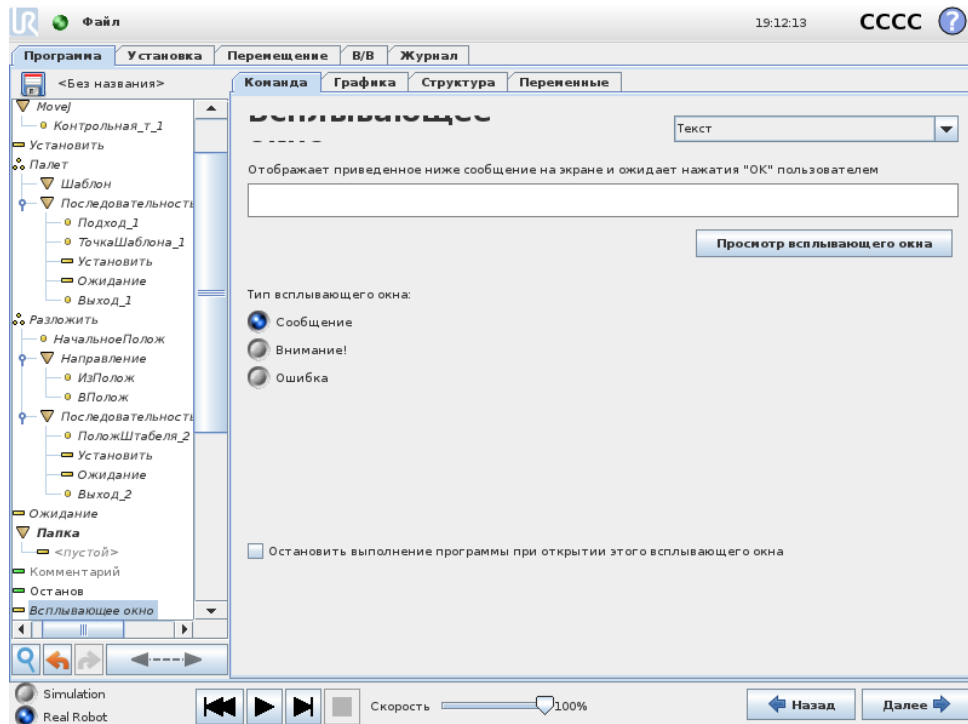 UR Файл 19:12:13 CCCC ?
Программа Установка Перемещение В/В Журнал
<Без названия>
Команда Графика Структура Переменные
MoveJ
Контрольная_т_1
Установить
Палет
Шаблон
Последовательность
Подход_1
ТочкаШаблона_1
Установить
Ожидание
Выход_1
Разложить
НачальноеПолож
Направление
ИзПолож
ВПолож
Последовательность
ПоложШтабеля_2
Установить
Ожидание
Выход_2
Ожидание
Папка
<пустой>
Комментарий
Останов
Всплывающее окно
Всплывающее
Текст
Отображает приведенное ниже сообщение на экране и ожидает нажатия "OK" пользователем
Просмотр всплывающего окна
Тип всплывающего окна:
Сообщение
Внимание!
Ошибка
Остановить выполнение программы при открытии этого всплывающего окна
Simulation
Real Robot
Скорость 100%
Назад Далее